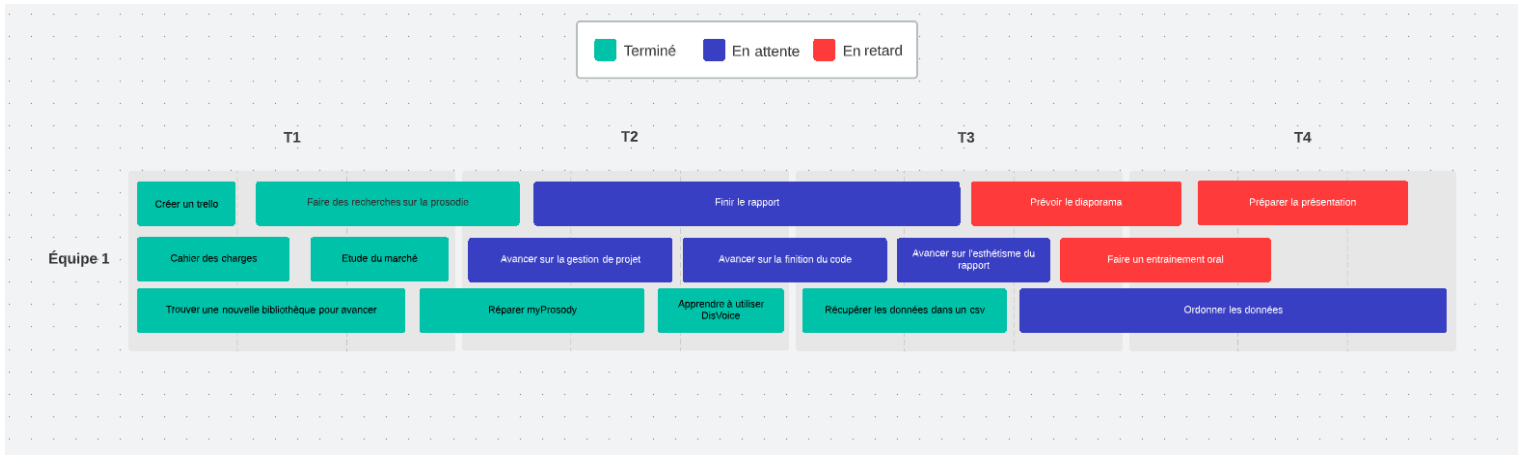 Terminé
En attente
En retard
T1
T2
T3
T4
Équipe 1
Créer un trello
Faire des recherches sur la prosodie
Finir le rapport
Prévoir le diaporama
Préparer la présentation
Cahier des charges
Etude du marché
Avancer sur la gestion de projet
Avancer sur la finition du code
Avancer sur l'esthétisme du
rapport
Faire un entrainement oral
Trouver une nouvelle bibliothèque pour avancer
Réparer myProsody
Apprendre à utiliser
DisVoice
Récupérer les données dans un csv
Ordonner les données